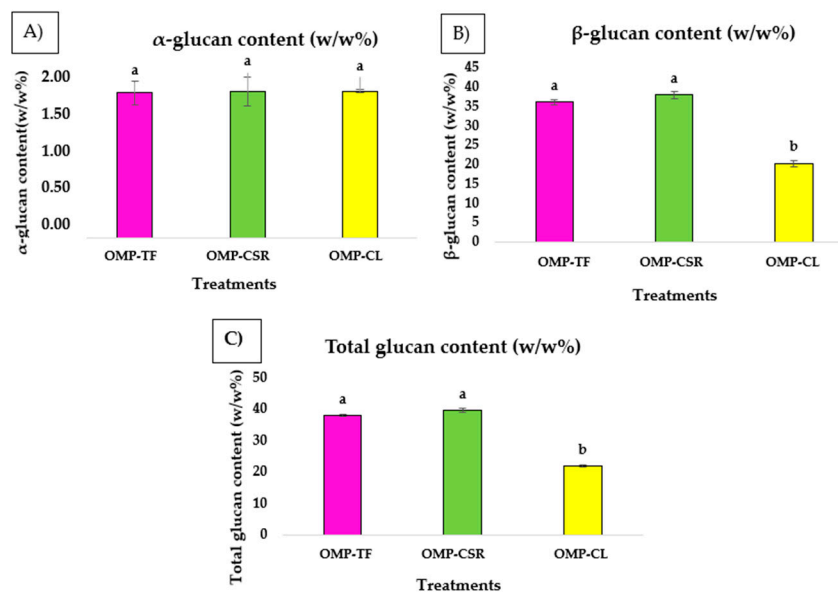 A)
α-glucan content (w/w%)
α-glucan content(w/w%)
2.00
1.50
1.00
0.50
0.00
a
a
a
OMP-TF
OMP-CSR
OMP-CL
Treatments
B)
β-glucan content (w/w%)
β-glucan content (w/w%)
45
40
35
30
25
20
15
10
5
0
a
a
b
OMP-TF
OMP-CSR
OMP-CL
Treatments
C)
Total glucan content (w/w%)
Total glucan content (w/w%)
50
40
30
20
10
0
a
a
b
OMP-TF
OMP-CSR
OMP-CL
Treatments